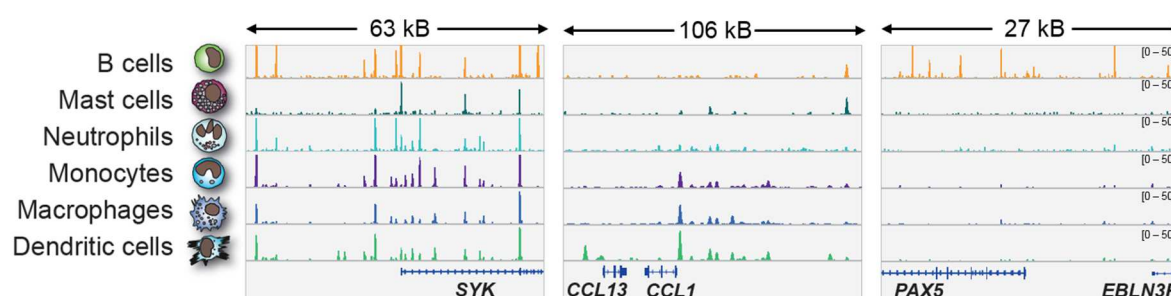 63 kB 106 kB 27 kB
B cells [0 – 50
Mast cells [0 – 50
Neutrophils [0 – 50
Monocytes [0 – 50
Macrophages [0 – 50
Dendritic cells [0 – 50
SYK CCL13 CCL1 PAX5 EBLN3P